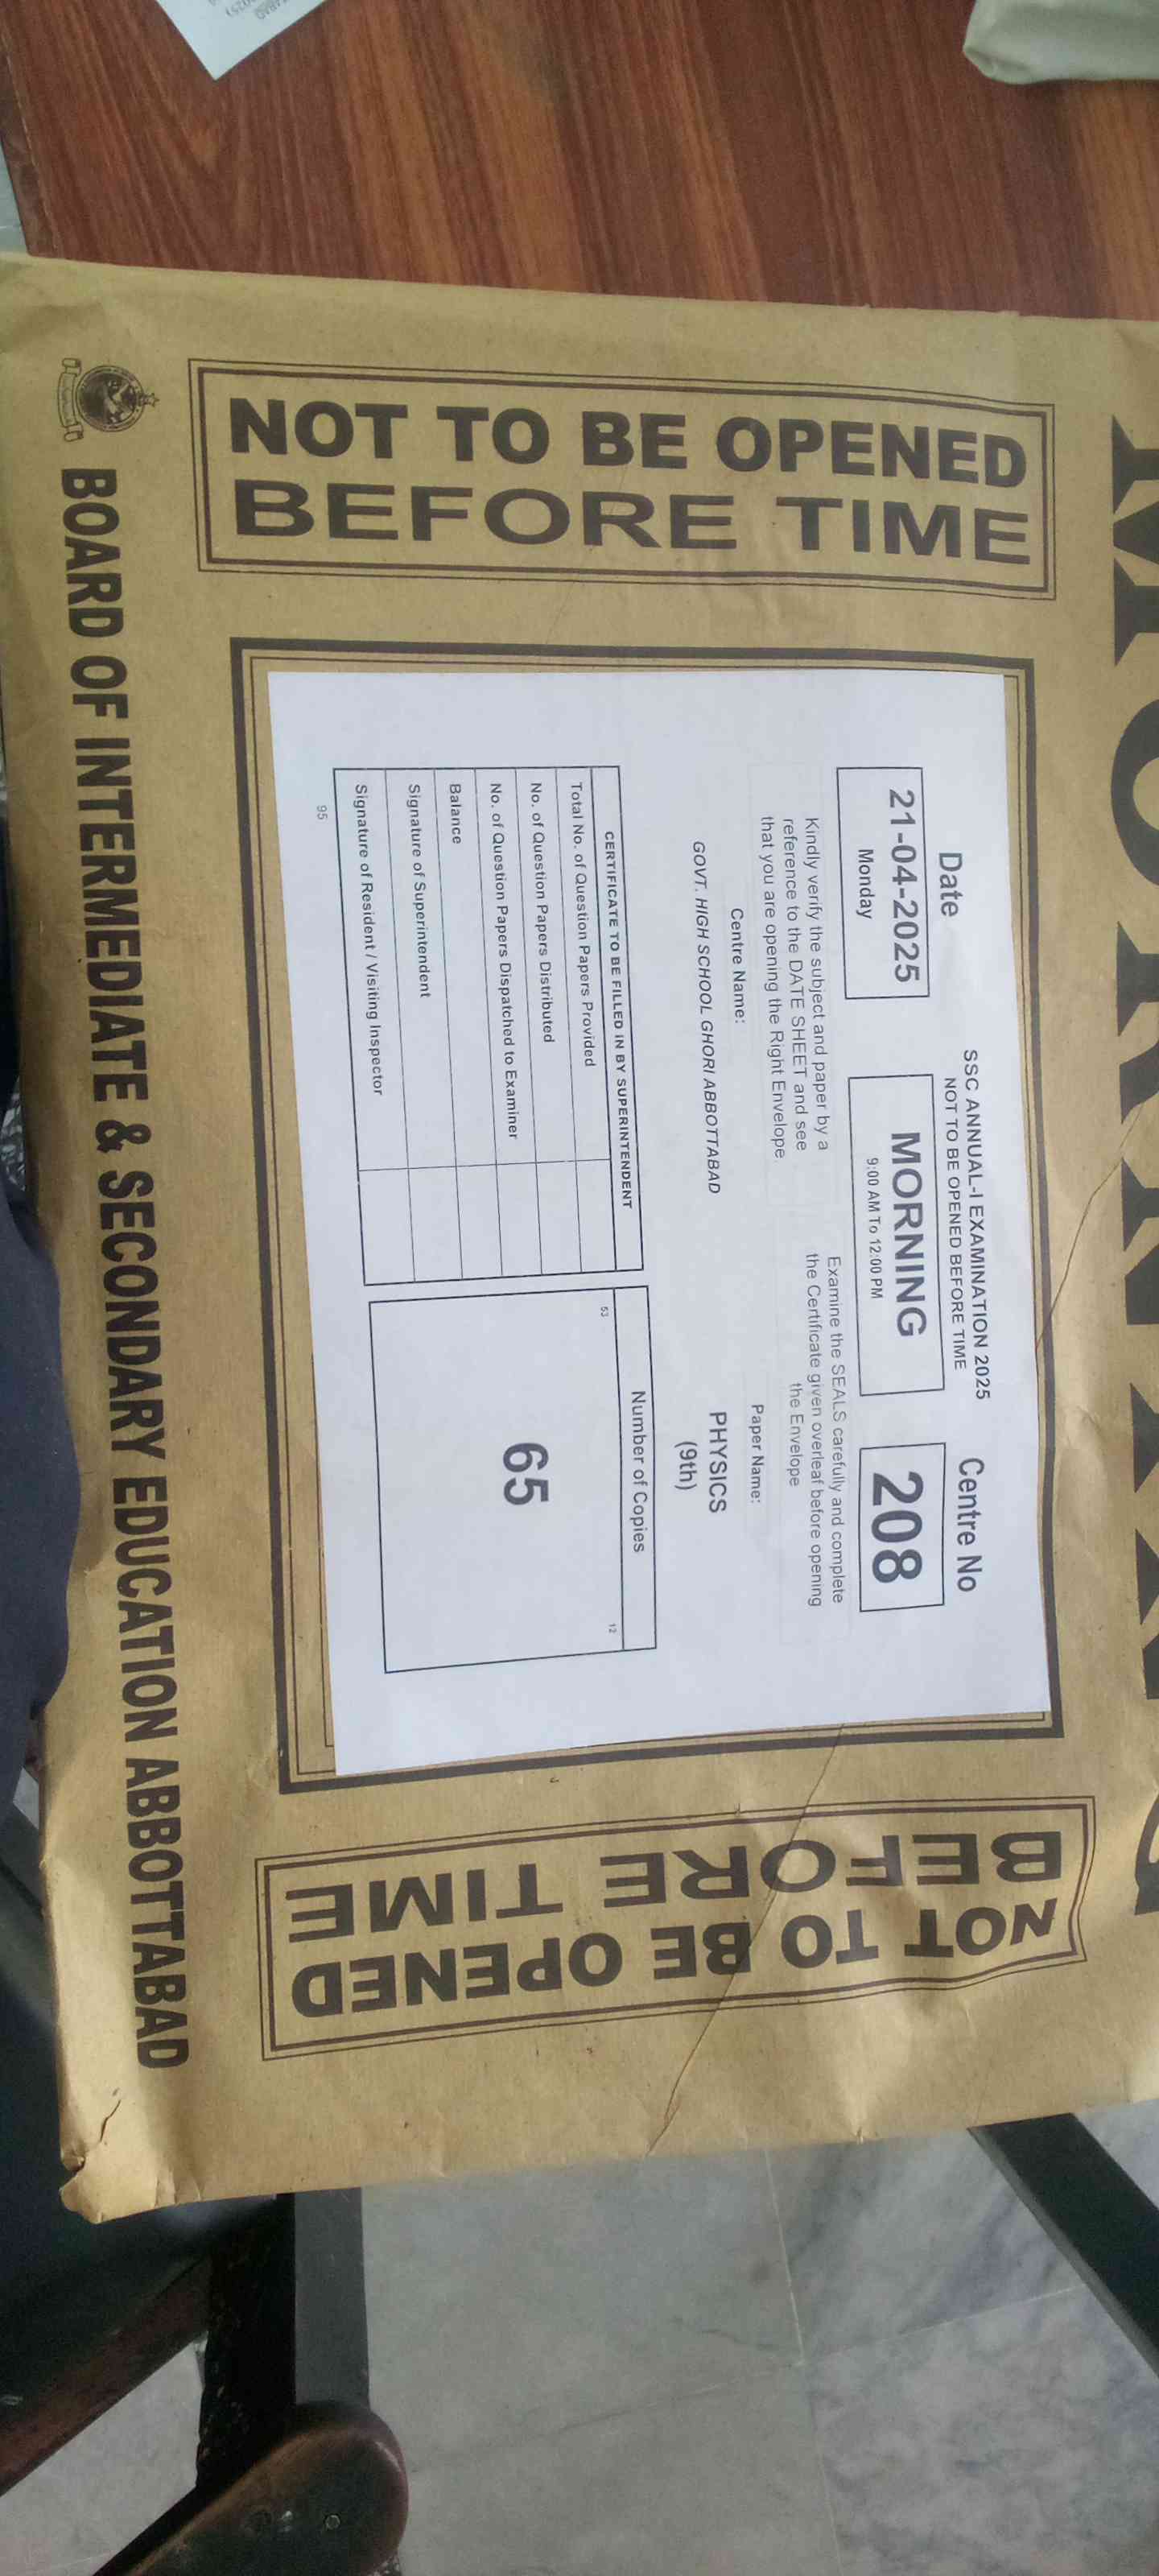 MORNING
NOT TO BE OPENED
BEFORE TIME
SSC ANNUAL-I EXAMINATION 2025
NOT TO BE OPENED BEFORE TIME
Date
21-04-2025
Monday
MORNING
9:00 AM To 12:00 PM
Centre No
208
Kindly verify the subject and paper by a
reference to the DATE SHEET and see
that you are opening the Right Envelope
Examine the SEALS carefully and complete
the Certificate given overleaf before opening
the Envelope
Centre Name:
GOVT. HIGH SCHOOL GHORI ABBOTTABAD
Paper Name:
PHYSICS
(9th)
CERTIFICATE TO BE FILLED IN BY SUPERINTENDENT
Total No. of Question Papers Provided
No. of Question Papers Distributed
No. of Question Papers Dispatched to Examiner
Balance
Signature of Superintendent
Signature of Resident / Visiting Inspector
95
Number of Copies
53
12
65
NOT TO BE OPENED
BEFORE TIME
BOARD OF INTERMEDIATE & SECONDARY EDUCATION ABBOTTABAD